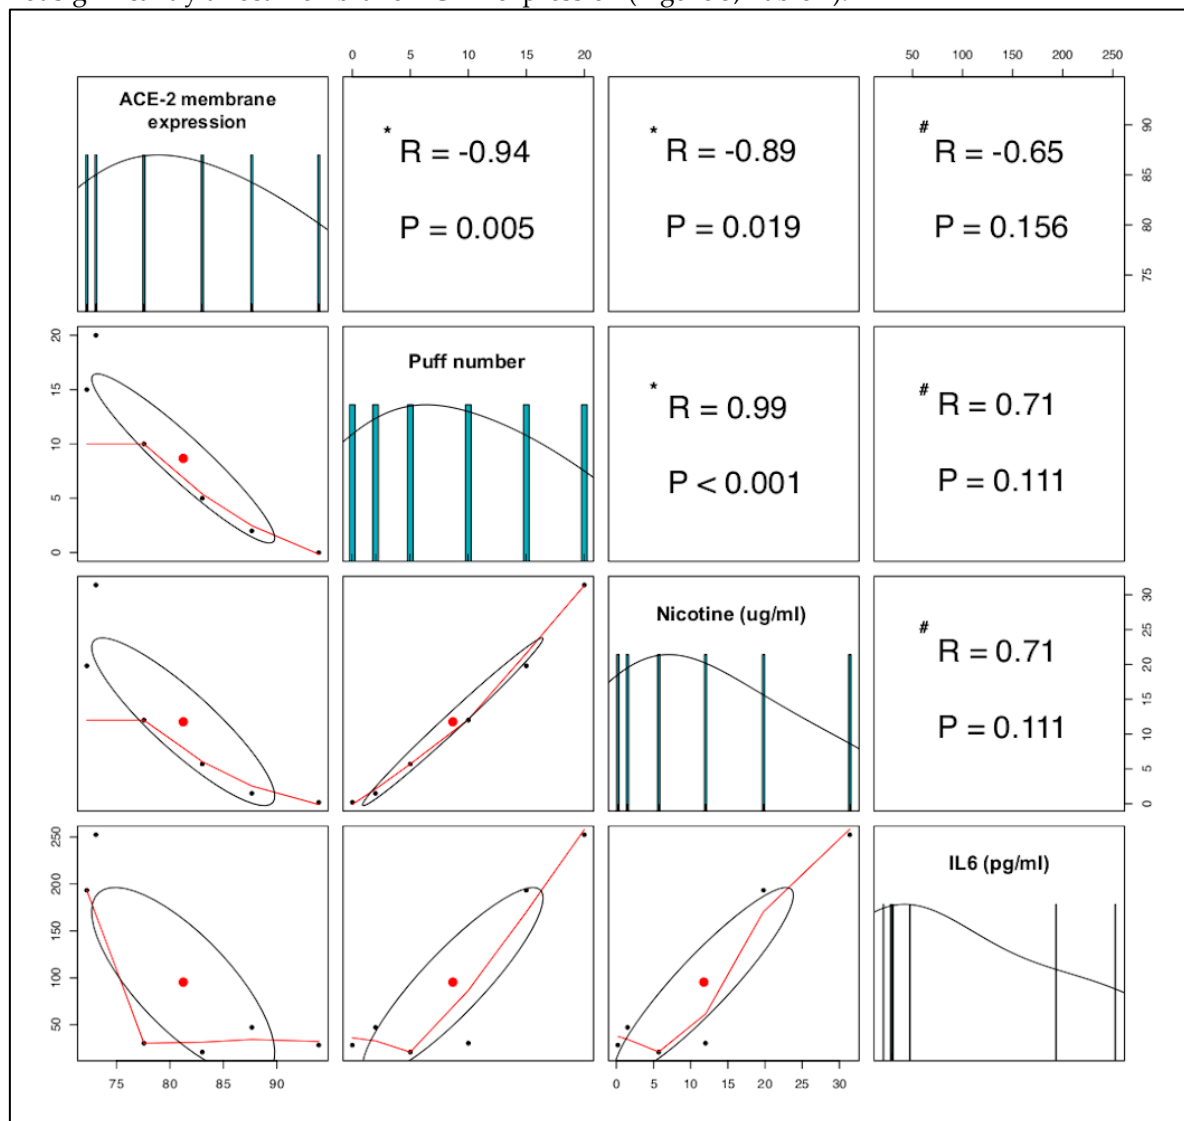 0 5 10 15 20
50 100 150 200 250
ACE-2 membrane
expression
*
R = -0.94
P = 0.005
*
R = -0.89
P = 0.019
#
R = -0.65
P = 0.156
90
85
80
75
20
15
10
5
0
Puff number
*
R = 0.99
P < 0.001
#
R = 0.71
P = 0.111
Nicotine (ug/ml)
#
R = 0.71
P = 0.111
30
25
20
15
10
5
0
250
200
150
100
50
IL6 (pg/ml)
75 80 85 90
0 5 10 15 20 25 30